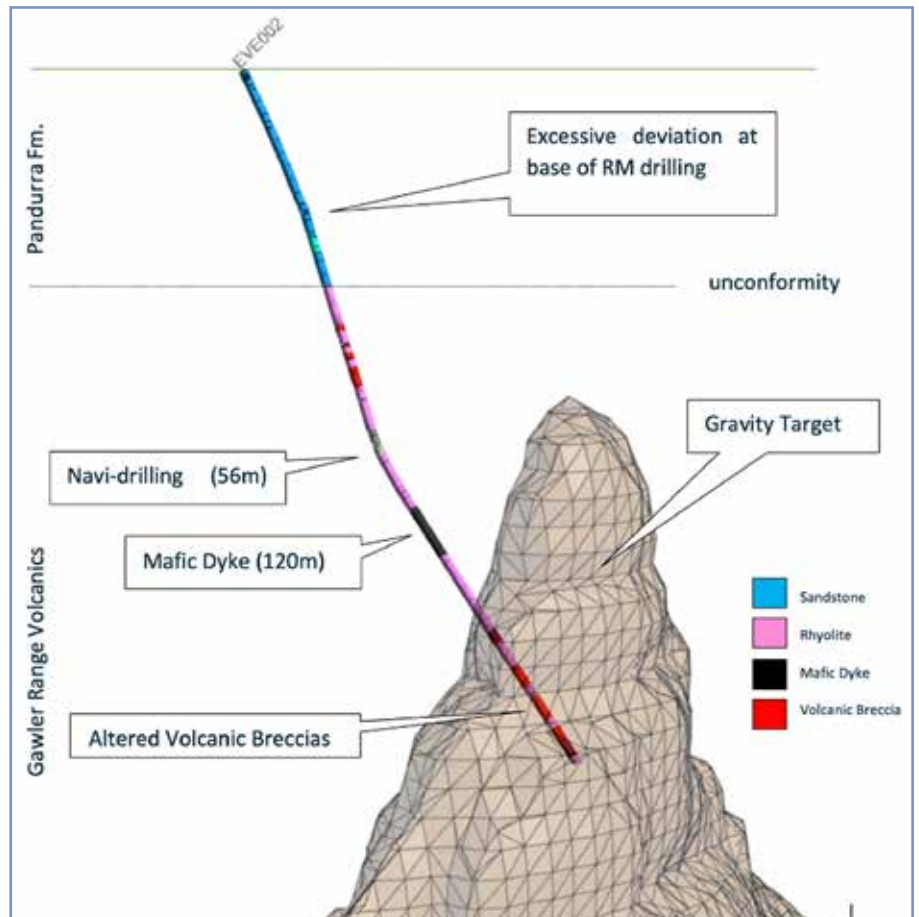 EVE002
Pandurra Fm.
Excessive deviation at
base of RM drilling
unconformity
Gravity Target
Navi-drilling (56m)
Mafic Dyke (120m)
Gawler Range Volcanics
Sandstone
Rhyolite
Mafic Dyke
Volcanic Breccia
Altered Volcanic Breccias